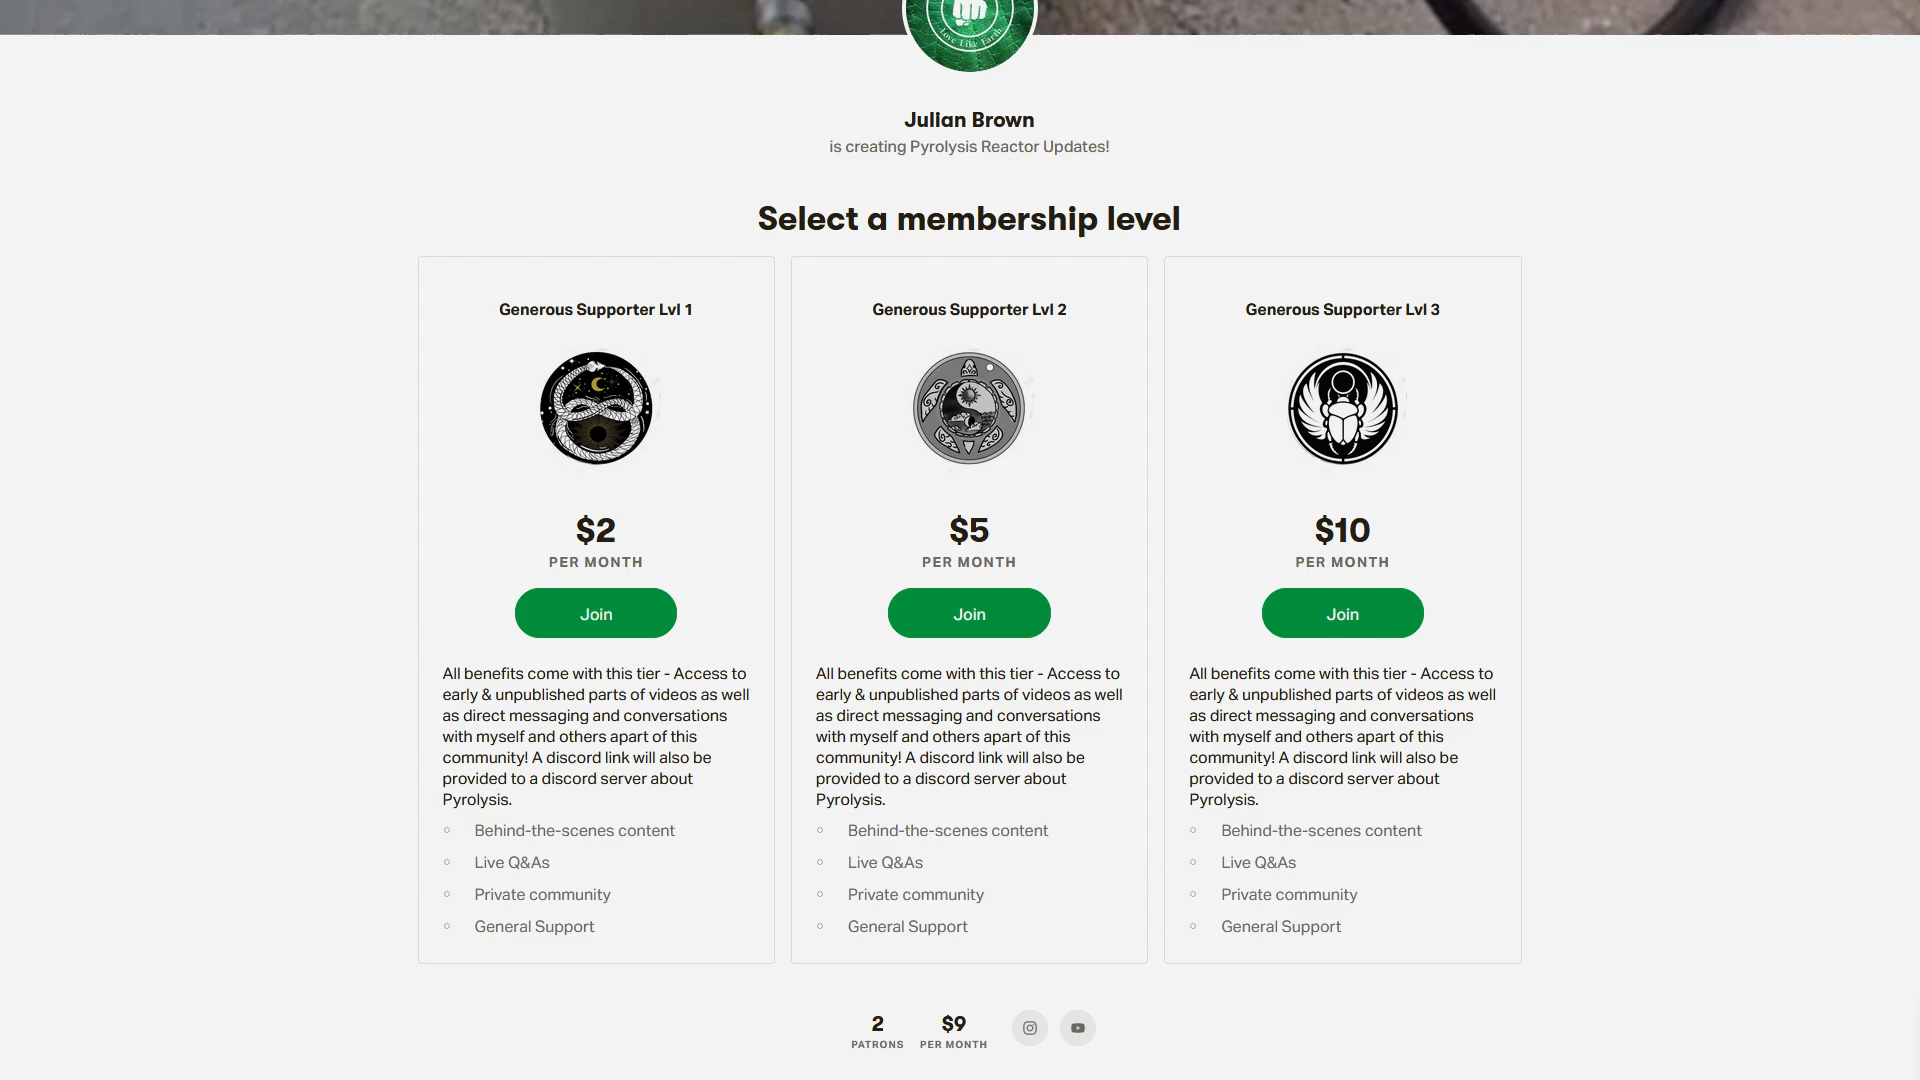 Love Like Earth
Julian Brown
is creating Pyrolysis Reactor Updates!
Select a membership level
Generous Supporter Lvl 1
$2
PER MONTH
Join
All benefits come with this tier - Access to
early & unpublished parts of videos as well
as direct messaging and conversations
with myself and others apart of this
community! A discord link will also be
provided to a discord server about
Pyrolysis.
Behind-the-scenes content
Live Q&As
Private community
General Support
Generous Supporter Lvl 2
$5
PER MONTH
Join
All benefits come with this tier - Access to
early & unpublished parts of videos as well
as direct messaging and conversations
with myself and others apart of this
community! A discord link will also be
provided to a discord server about
Pyrolysis.
Behind-the-scenes content
Live Q&As
Private community
General Support
Generous Supporter Lvl 3
$10
PER MONTH
Join
All benefits come with this tier - Access to
early & unpublished parts of videos as well
as direct messaging and conversations
with myself and others apart of this
community! A discord link will also be
provided to a discord server about
Pyrolysis.
Behind-the-scenes content
Live Q&As
Private community
General Support
2
PATRONS
$9
PER MONTH